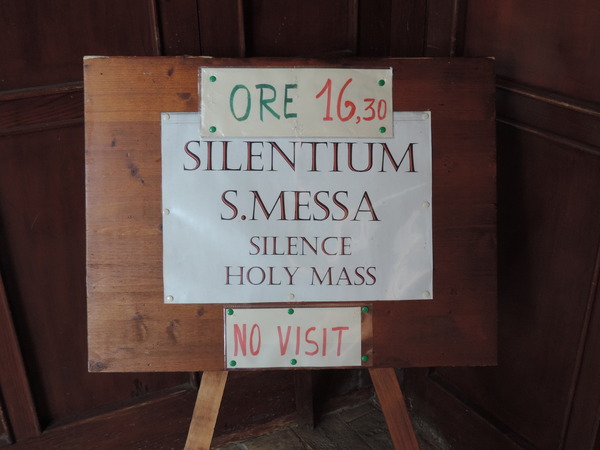 ORE 16,30
SILENTIUM
S.MESSA
SILENCE
HOLY MASS
NO VISIT